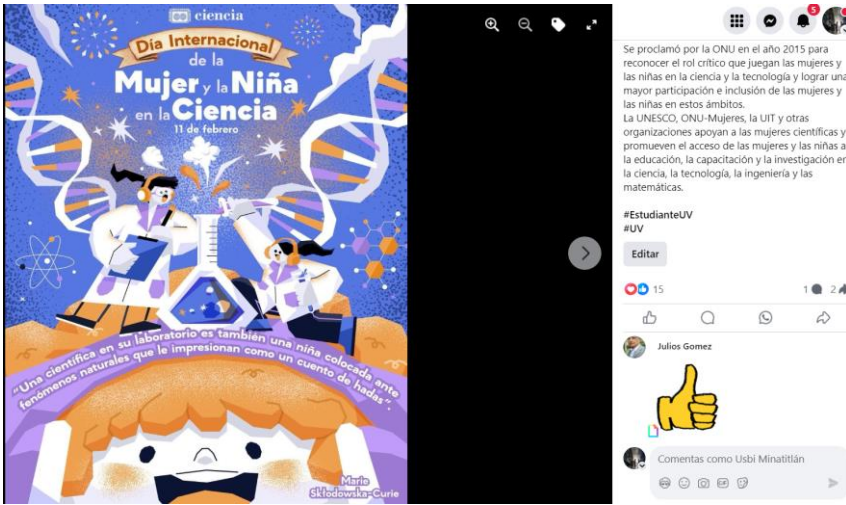 ciencia
Día Internacional
de la
Mujer y la Niña
en la Ciencia
11 de febrero
"Una científica en su laboratorio es también una niña colocada ante
fenómenos naturales que le impresionan como un cuento de hadas".
Marie
Skłodowska-Curie
5
Se proclamó por la ONU en el año 2015 para
reconocer el rol crítico que juegan las mujeres y
las niñas en la ciencia y la tecnología y lograr una
mayor participación e inclusión de las mujeres y
las niñas en estos ámbitos.
La UNESCO, ONU-Mujeres, la UIT y otras
organizaciones apoyan a las mujeres científicas y
promueven el acceso de las mujeres y las niñas a
la educación, la capacitación y la investigación en
la ciencia, la tecnología, la ingeniería y las
matemáticas.
#EstudianteUV
#UV
Editar
15 1 2
Julios Gomez
Comentas como Usbi Minatitlán
GIF